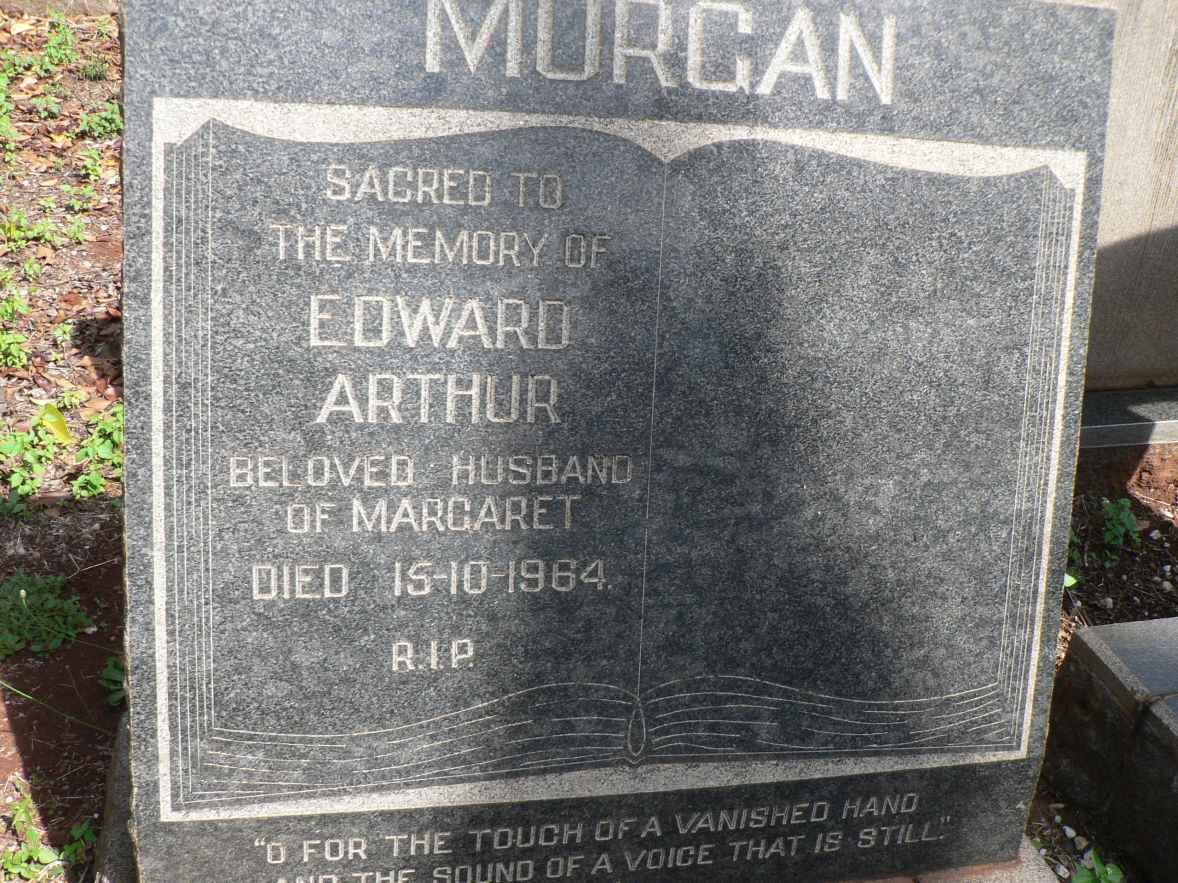 MORGAN
SACRED TO
THE MEMORY OF
EDWARD
ARTHUR
BELOVED HUSBAND
OF MARGARET
DIED 15-10-1964.
R.I.P.
"O FOR THE TOUCH OF A VANISHED HAND
AND THE SOUND OF A VOICE THAT IS STILL."